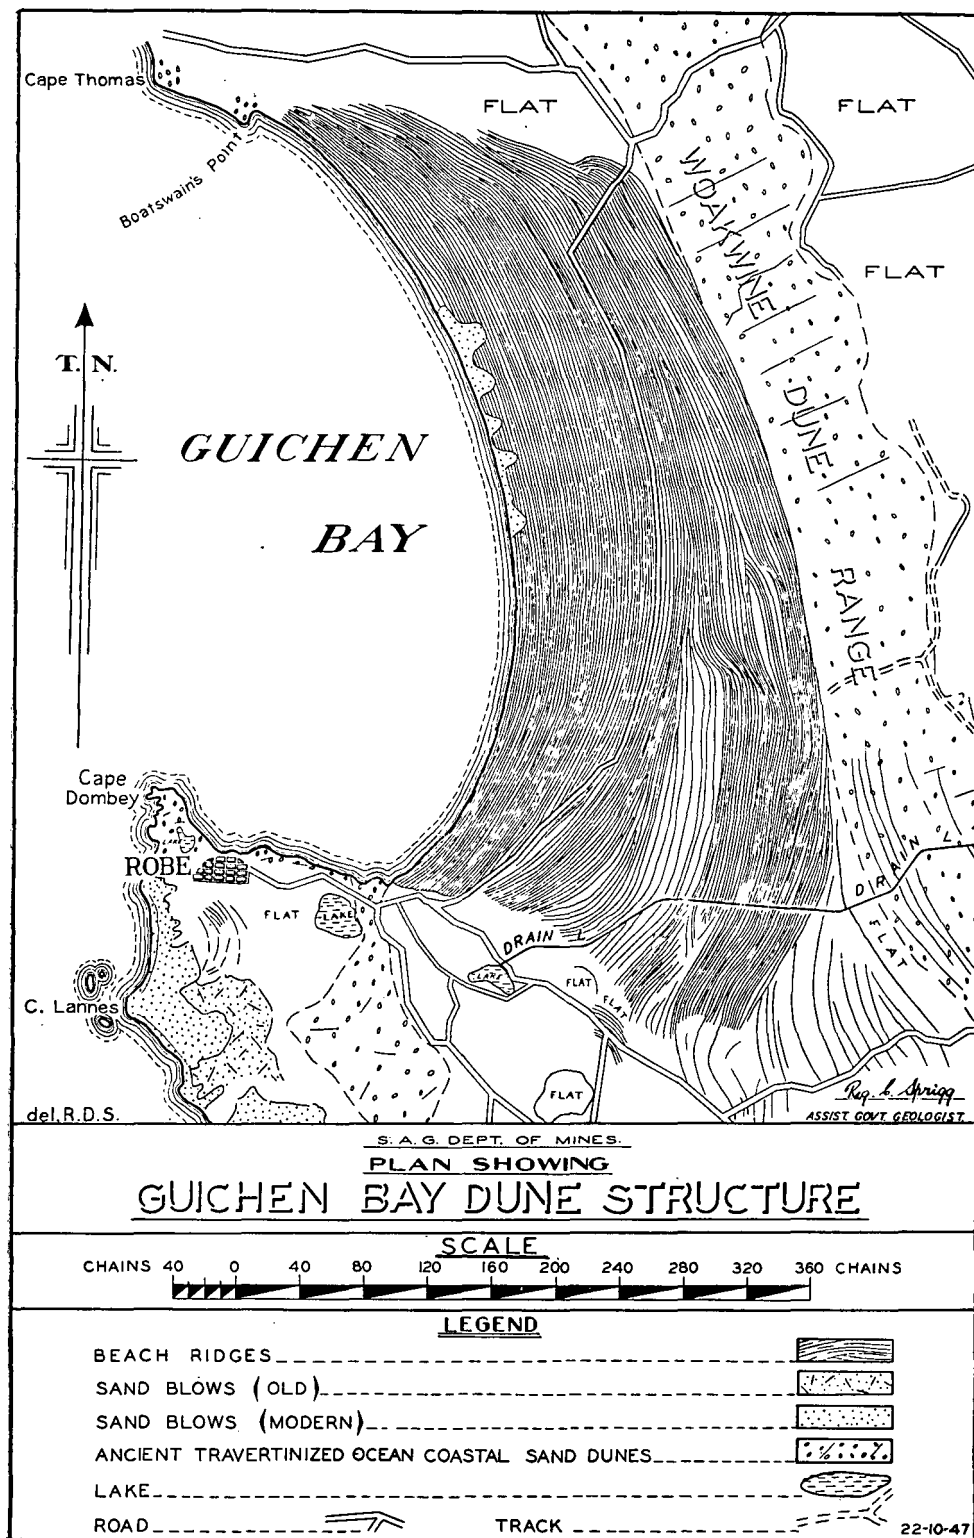 Cape Thomas
Boatswain's Point
FLAT
FLAT
FLAT
WOAKWINE DUNE RANGE
T. N.
GUICHEN
BAY
Cape
Dombey
LAKE
ROBE
FLAT
LAKE
DRAIN L.
DRAIN L.
FLAT
LAKE
FLAT
FLAT
C. Lannes
FLAT
del. R.D.S.
Reg. C. Sprigg
ASSIST GOVT. GEOLOGIST.
S. A. G. DEPT. OF MINES.
PLAN SHOWING
GUICHEN BAY DUNE STRUCTURE
SCALE
CHAINS 40 0 40 80 120 160 200 240 280 320 360 CHAINS
LEGEND
BEACH RIDGES
SAND BLOWS (OLD)
SAND BLOWS (MODERN)
ANCIENT TRAVERTINIZED OCEAN COASTAL SAND DUNES
LAKE
ROAD TRACK 22-10-47